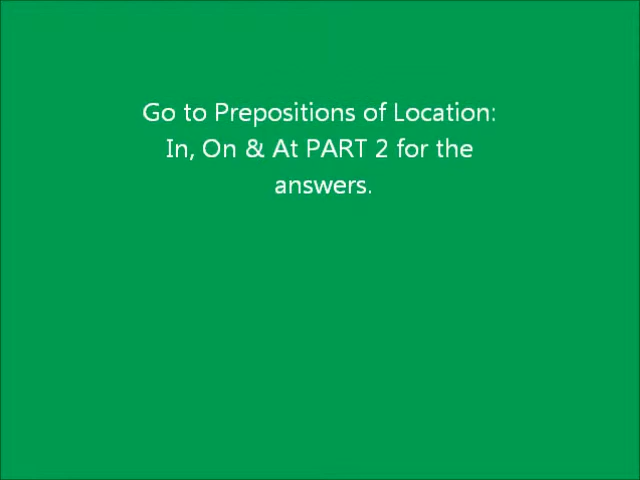 Go to Prepositions of Location:
In, On & At PART 2 for the
answers.